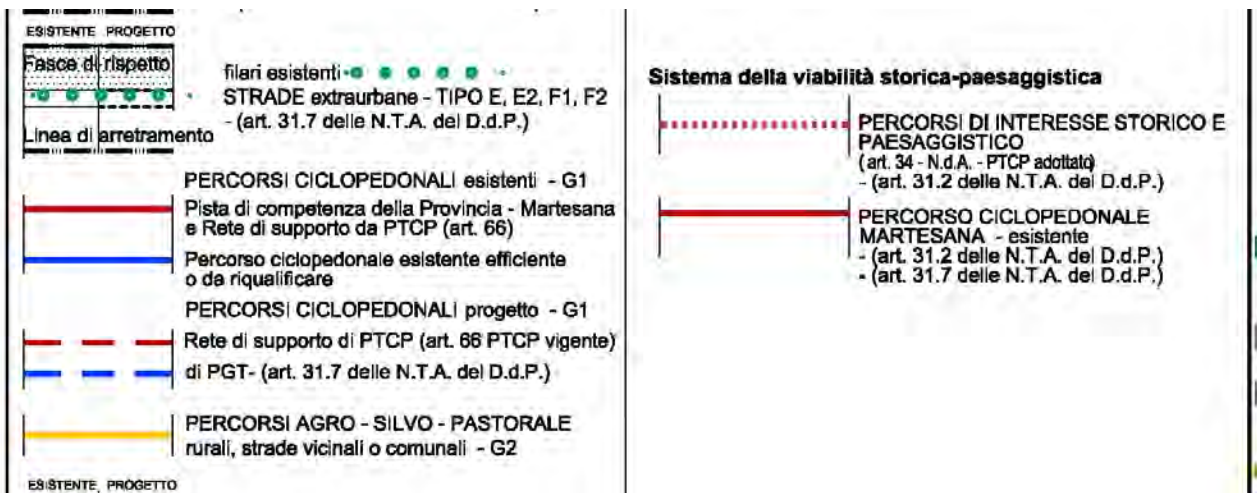 ESISTENTE PROGETTO
Fasce di rispetto
filari esistenti
STRADE extraurbane - TIPO E, E2, F1, F2
- (art. 31.7 delle N.T.A. del D.d.P.)
Linea di arretramento
PERCORSI CICLOPEDONALI esistenti - G1
Pista di competenza della Provincia - Martesana
e Rete di supporto da PTCP (art. 66)
Percorso ciclopedonale esistente efficiente
o da riqualificare
PERCORSI CICLOPEDONALI progetto - G1
Rete di supporto di PTCP (art. 66 PTCP vigente)
di PGT- (art. 31.7 delle N.T.A. del D.d.P.)
PERCORSI AGRO - SILVO - PASTORALE
rurali, strade vicinali o comunali - G2
ESISTENTE PROGETTO
Sistema della viabilità storica-paesaggistica
PERCORSI DI INTERESSE STORICO E
PAESAGGISTICO
( art. 34 - N.d.A. - PTCP adottato)
- (art. 31.2 delle N.T.A. del D.d.P.)
PERCORSO CICLOPEDONALE
MARTESANA - esistente
- (art. 31.2 delle N.T.A. del D.d.P.)
- (art. 31.7 delle N.T.A. del D.d.P.)